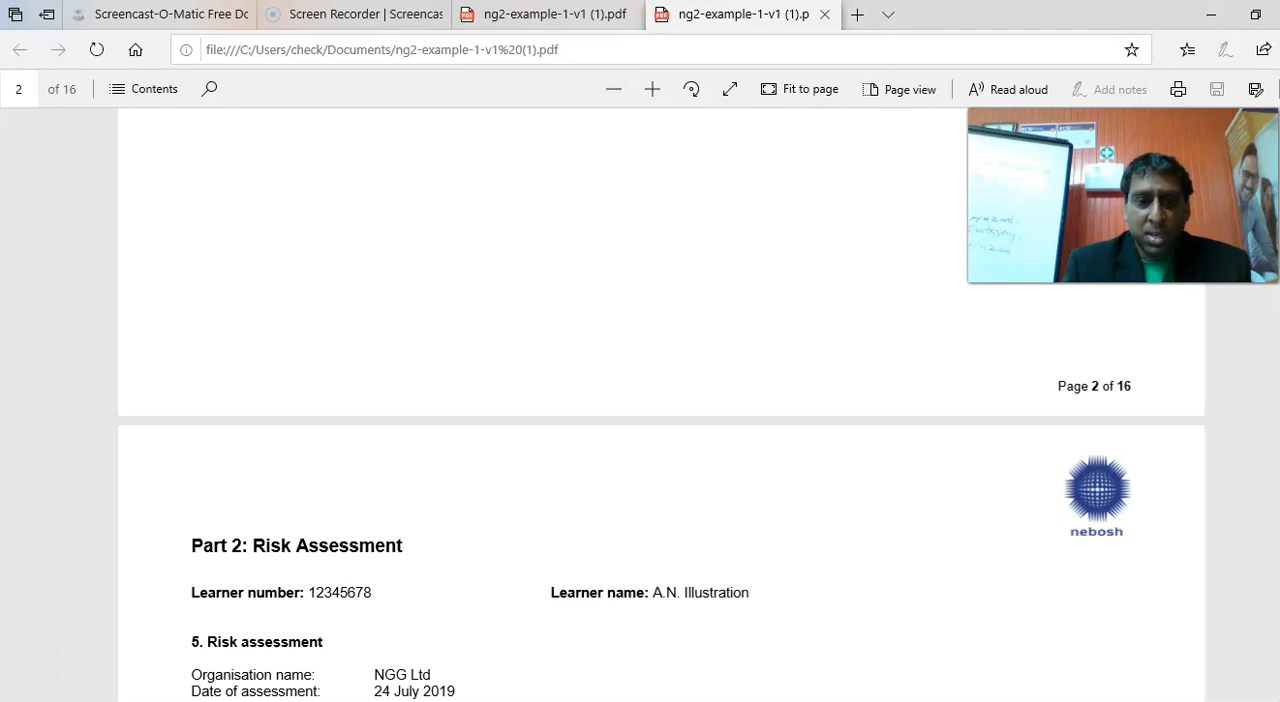 Screencast-O-Matic Free Do
Screen Recorder | Screencas
ng2-example-1-v1 (1).pdf
ng2-example-1-v1 (1).p
file:///C:/Users/check/Documents/ng2-example-1-v1%20(1).pdf
2 of 16 Contents Fit to page Page view Read aloud Add notes
Page 2 of 16
nebosh
Part 2: Risk Assessment
Learner number: 12345678 Learner name: A.N. Illustration
5. Risk assessment
Organisation name: NGG Ltd
Date of assessment: 24 July 2019